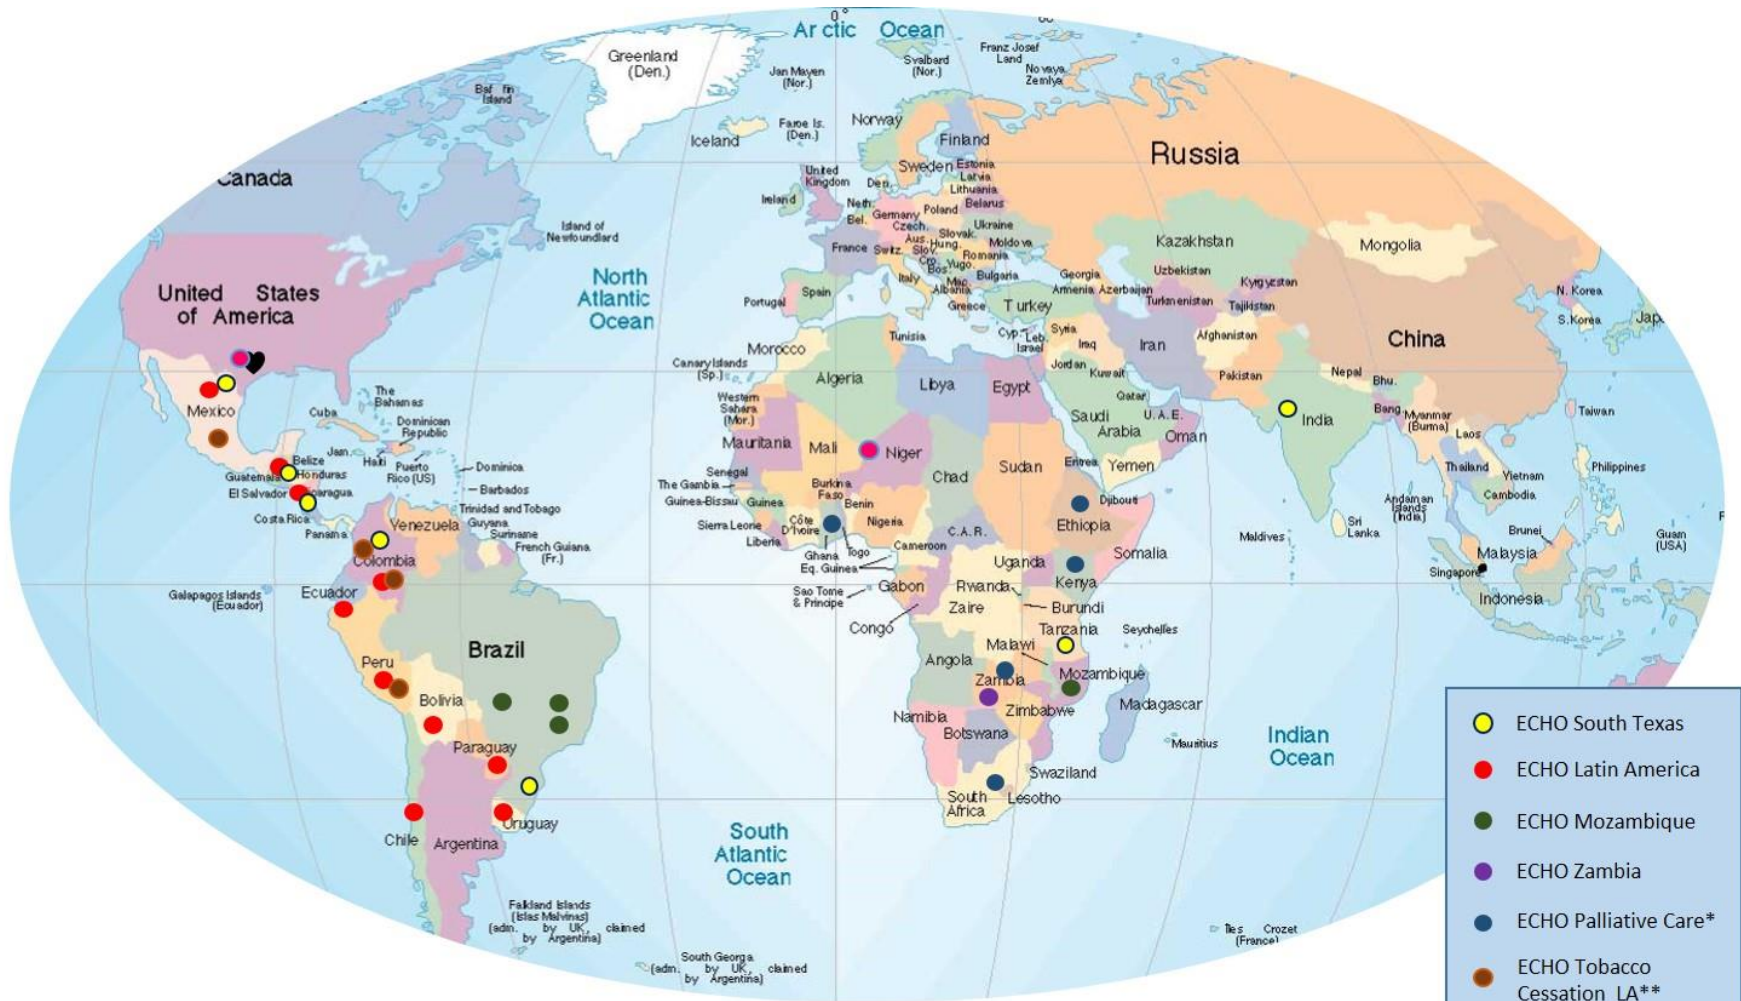 0°
Arctic Ocean
Greenland
(Den.)
Jan Mayen
(Nor.)
Svalbard
(Nor.)
Franz Josef
Land
Novaya
Zemlya
Baf fin
Island
Iceland
Faroe Is.
(Den.)
Norway
Finland
Sweden
Estonia
Latvia
Lithuania
Russia
Canada
United
Kingdom
Ireland
Den.
Neth.
Bel.
Germany
Poland
Belarus
Czech.
Ukraine
Slovak.
Aus.
Hung.
Moldova
France
Switz.
Slov.
Romania
Cro.
Bos.
Yugo.
Bulgaria
Italy
Mac.
Albania
Greece
Island of
Newfoundland
Kazakhstan
Mongolia
Uzbekistan
Kyrgyzstan
Georgia
Armenia
Azerbaijan
Turkmenistan
Tajikistan
United States
of America
North
Atlantic
Ocean
Portugal
Spain
Turkey
Cyp.
Leb.
Israel
Syria
Iraq
Iran
Afghanistan
China
N. Korea
S.Korea
Jap
Morocco
Tunisia
Canary Islands
(Sp.)
Algeria
Libya
Egypt
Jordan
Kuwait
Pakistan
Nepal
Bhu.
Western
Sahara
(Mor.)
Qatar
U.A.E.
Saudi
Arabia
Oman
India
Bang.
Myanmar
(Burma)
Laos
Taiwan
Mexico
The
Bahamas
Cuba
Dominican
Republic
Jam.
Haiti
Puerto
Rico (US)
Dominica
Belize
Guatemala
Honduras
El Salvador
Nicaragua
Barbados
Trinidad and Tobago
Costa Rica
Panama
Venezuela
Guyana
Suriname
French Guiana
(Fr.)
Colombia
Mauritania
Mali
Niger
Chad
Sudan
Eritrea
Yemen
Senegal
The Gambia
Guinea-Bissau
Guinea
Burkina
Faso
Benin
Sierra Leone
Liberia
Côte
D'Ivoire
Nigeria
Djibouti
Ethiopia
Ghana
Togo
Cameroon
C.A.R.
Somalia
Eq. Guinea
Thailand
Vietnam
Cambodia
Philippines
Andaman
Islands
(India)
Sri
Lanka
Maldives
Brunei
Malaysia
Guam
(USA)
Singapore
Indonesia
Galapagos Islands
(Ecuador)
Ecuador
Sao Tome
& Principe
Gabon
Congo
Zaire
Uganda
Kenya
Rwanda
Burundi
Tanzania
Seychelles
Brazil
Peru
Bolivia
Paraguay
Angola
Malawi
Zambia
Mozambique
Zimbabwe
Madagascar
Namibia
Botswana
Mauritius
Indian
Ocean
Swaziland
South
Africa
Lesotho
Chile
Argentina
Uruguay
South
Atlantic
Ocean
Falkland Islands
(Islas Malvinas)
(adm. by UK, claimed
by Argentina)
South Georgia
(adm. by UK, claimed
by Argentina)
Iles Crozet
(France)
ECHO South Texas
ECHO Latin America
ECHO Mozambique
ECHO Zambia
ECHO Palliative Care*
ECHO Tobacco
Cessation LA**